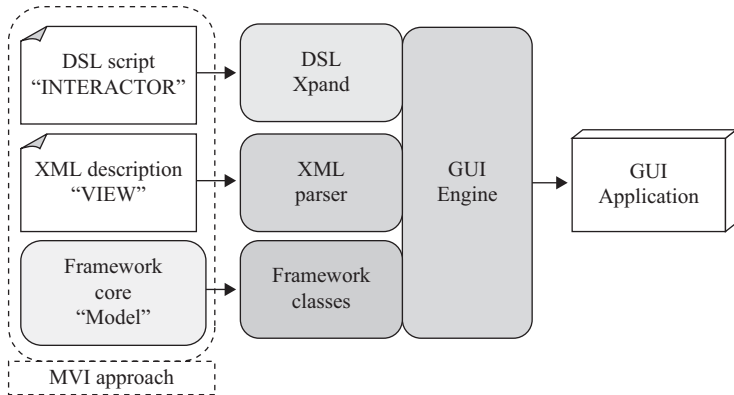 DSL script
“INTERACTOR”
DSL
Xpand
XML description
“VIEW”
XML
parser
GUI
Engine
GUI
Application
Framework
core
“Model”
Framework
classes
MVI approach